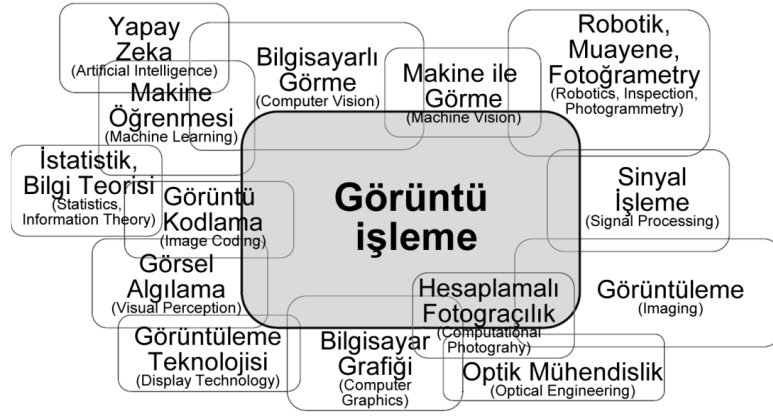 Yapay
Zeka
(Artificial Intelligence)
Makine
Öğrenmesi
(Machine Learning)
Bilgisayarlı
Görme
(Computer Vision)
Makine ile
Görme
(Machine Vision)
Robotik,
Muayene,
Fotoğrametry
(Robotics, Inspection,
Photogrammetry)
İstatistik,
Bilgi Teorisi
(Statistics,
Information Theory)
Görüntü
Kodlama
(Image Coding)
Görüntü
işleme
Sinyal
İşleme
(Signal Processing)
Görsel
Algılama
(Visual Perception)
Hesaplamalı
Fotograçılık
(Computational
Photograhy)
Görüntüleme
(Imaging)
Görüntüleme
Teknolojisi
(Display Technology)
Bilgisayar
Grafiği
(Computer
Graphics)
Optik Mühendislik
(Optical Engineering)